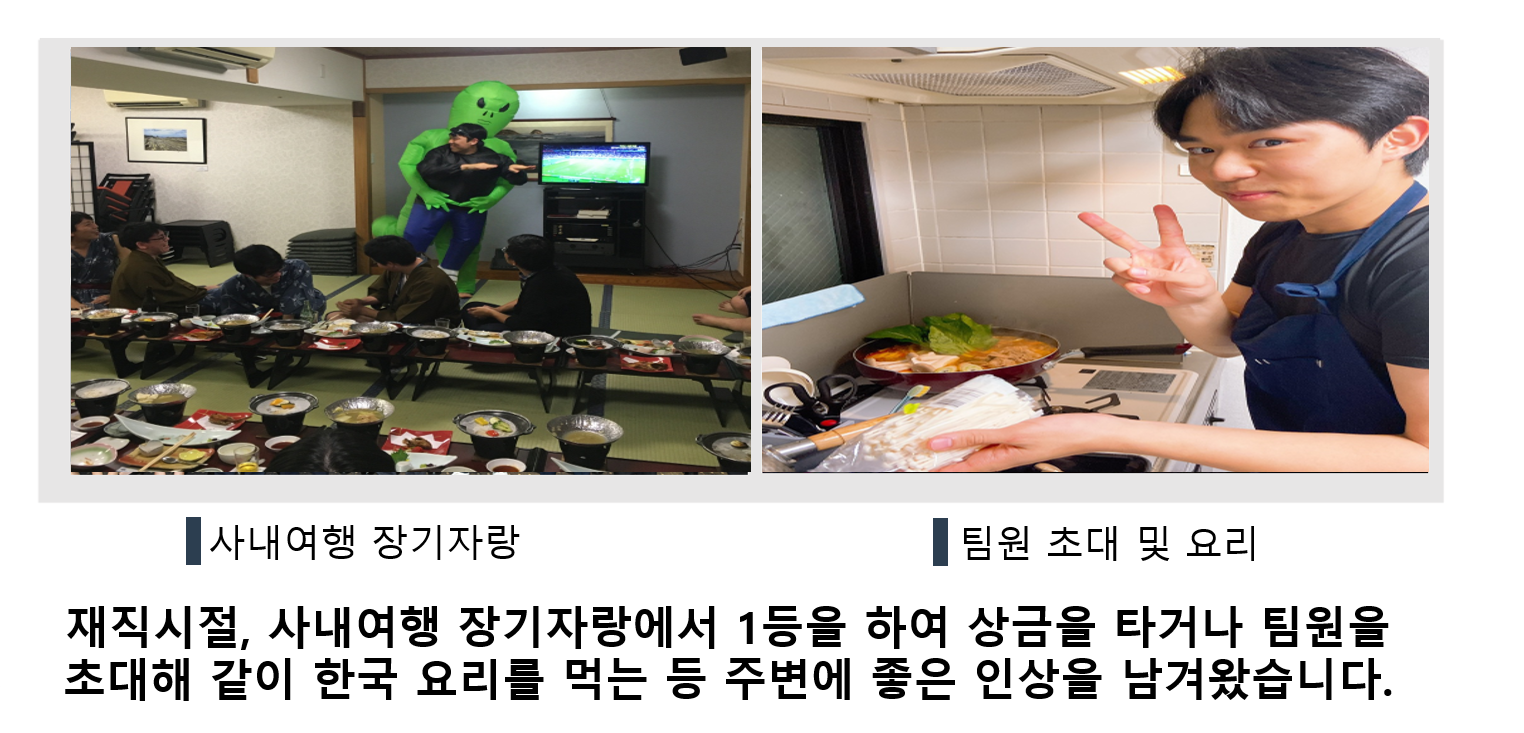 사내여행 장기자랑
팀원 초대 및 요리
재직시절, 사내여행 장기자랑에서 1등을 하여 상금을 타거나 팀원을
초대해 같이 한국 요리를 먹는 등 주변에 좋은 인상을 남겨왔습니다.